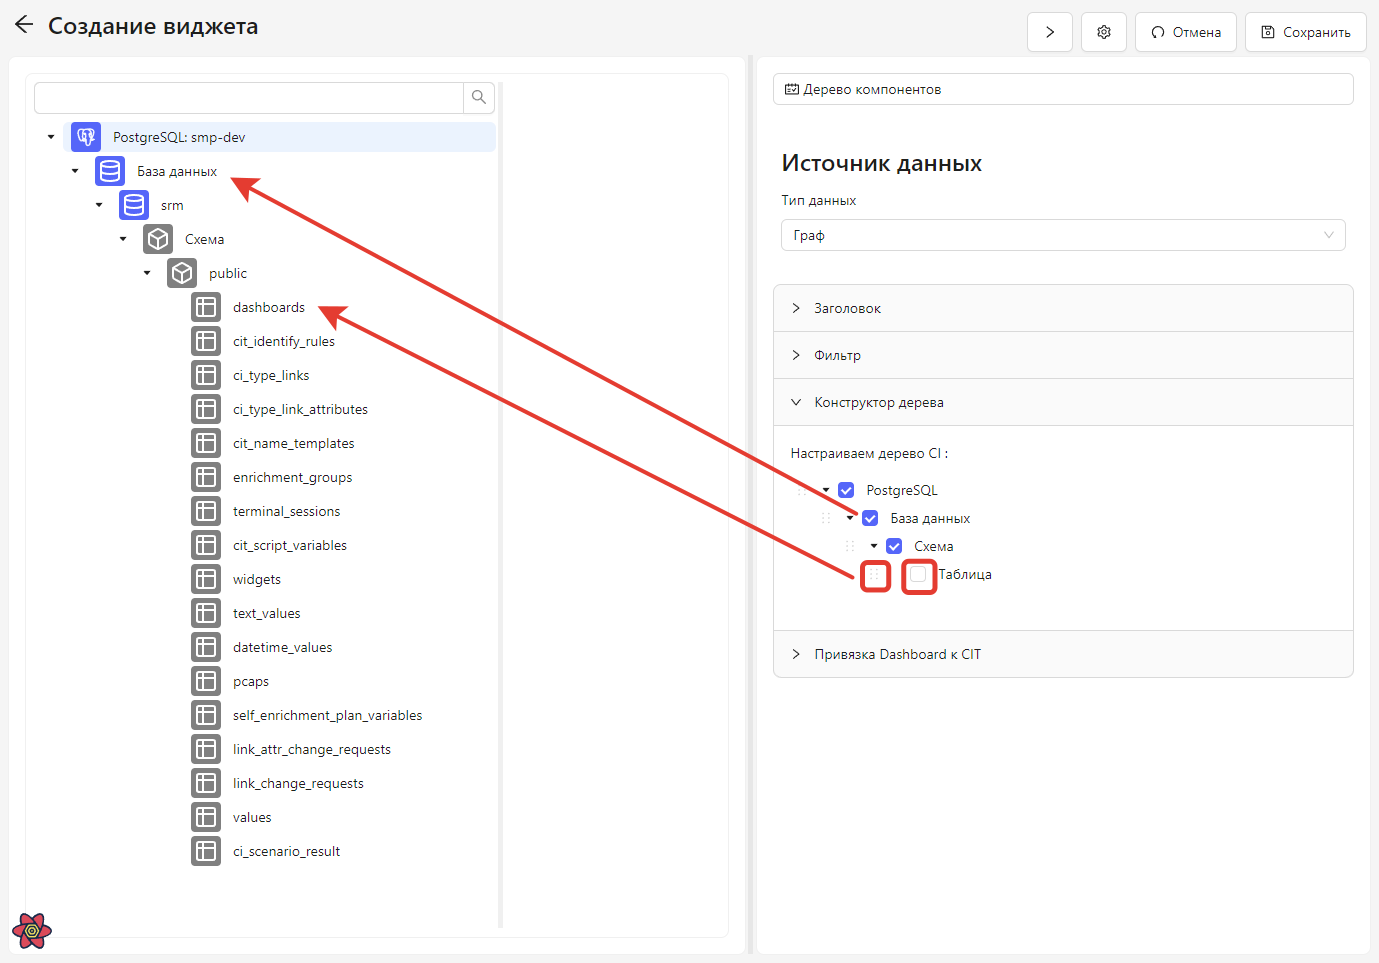 Создание виджета
Отмена
Сохранить
PostgreSQL: smp-dev
База данных
srm
Схема
public
dashboards
cit_identify_rules
ci_type_links
ci_type_link_attributes
cit_name_templates
enrichment_groups
terminal_sessions
cit_script_variables
widgets
text_values
datetime_values
pcaps
self_enrichment_plan_variables
link_attr_change_requests
link_change_requests
values
ci_scenario_result
Дерево компонентов
Источник данных
Тип данных
Граф
Заголовок
Фильтр
Конструктор дерева
Настраиваем дерево CI :
PostgreSQL
База данных
Схема
Таблица
Привязка Dashboard к CIT